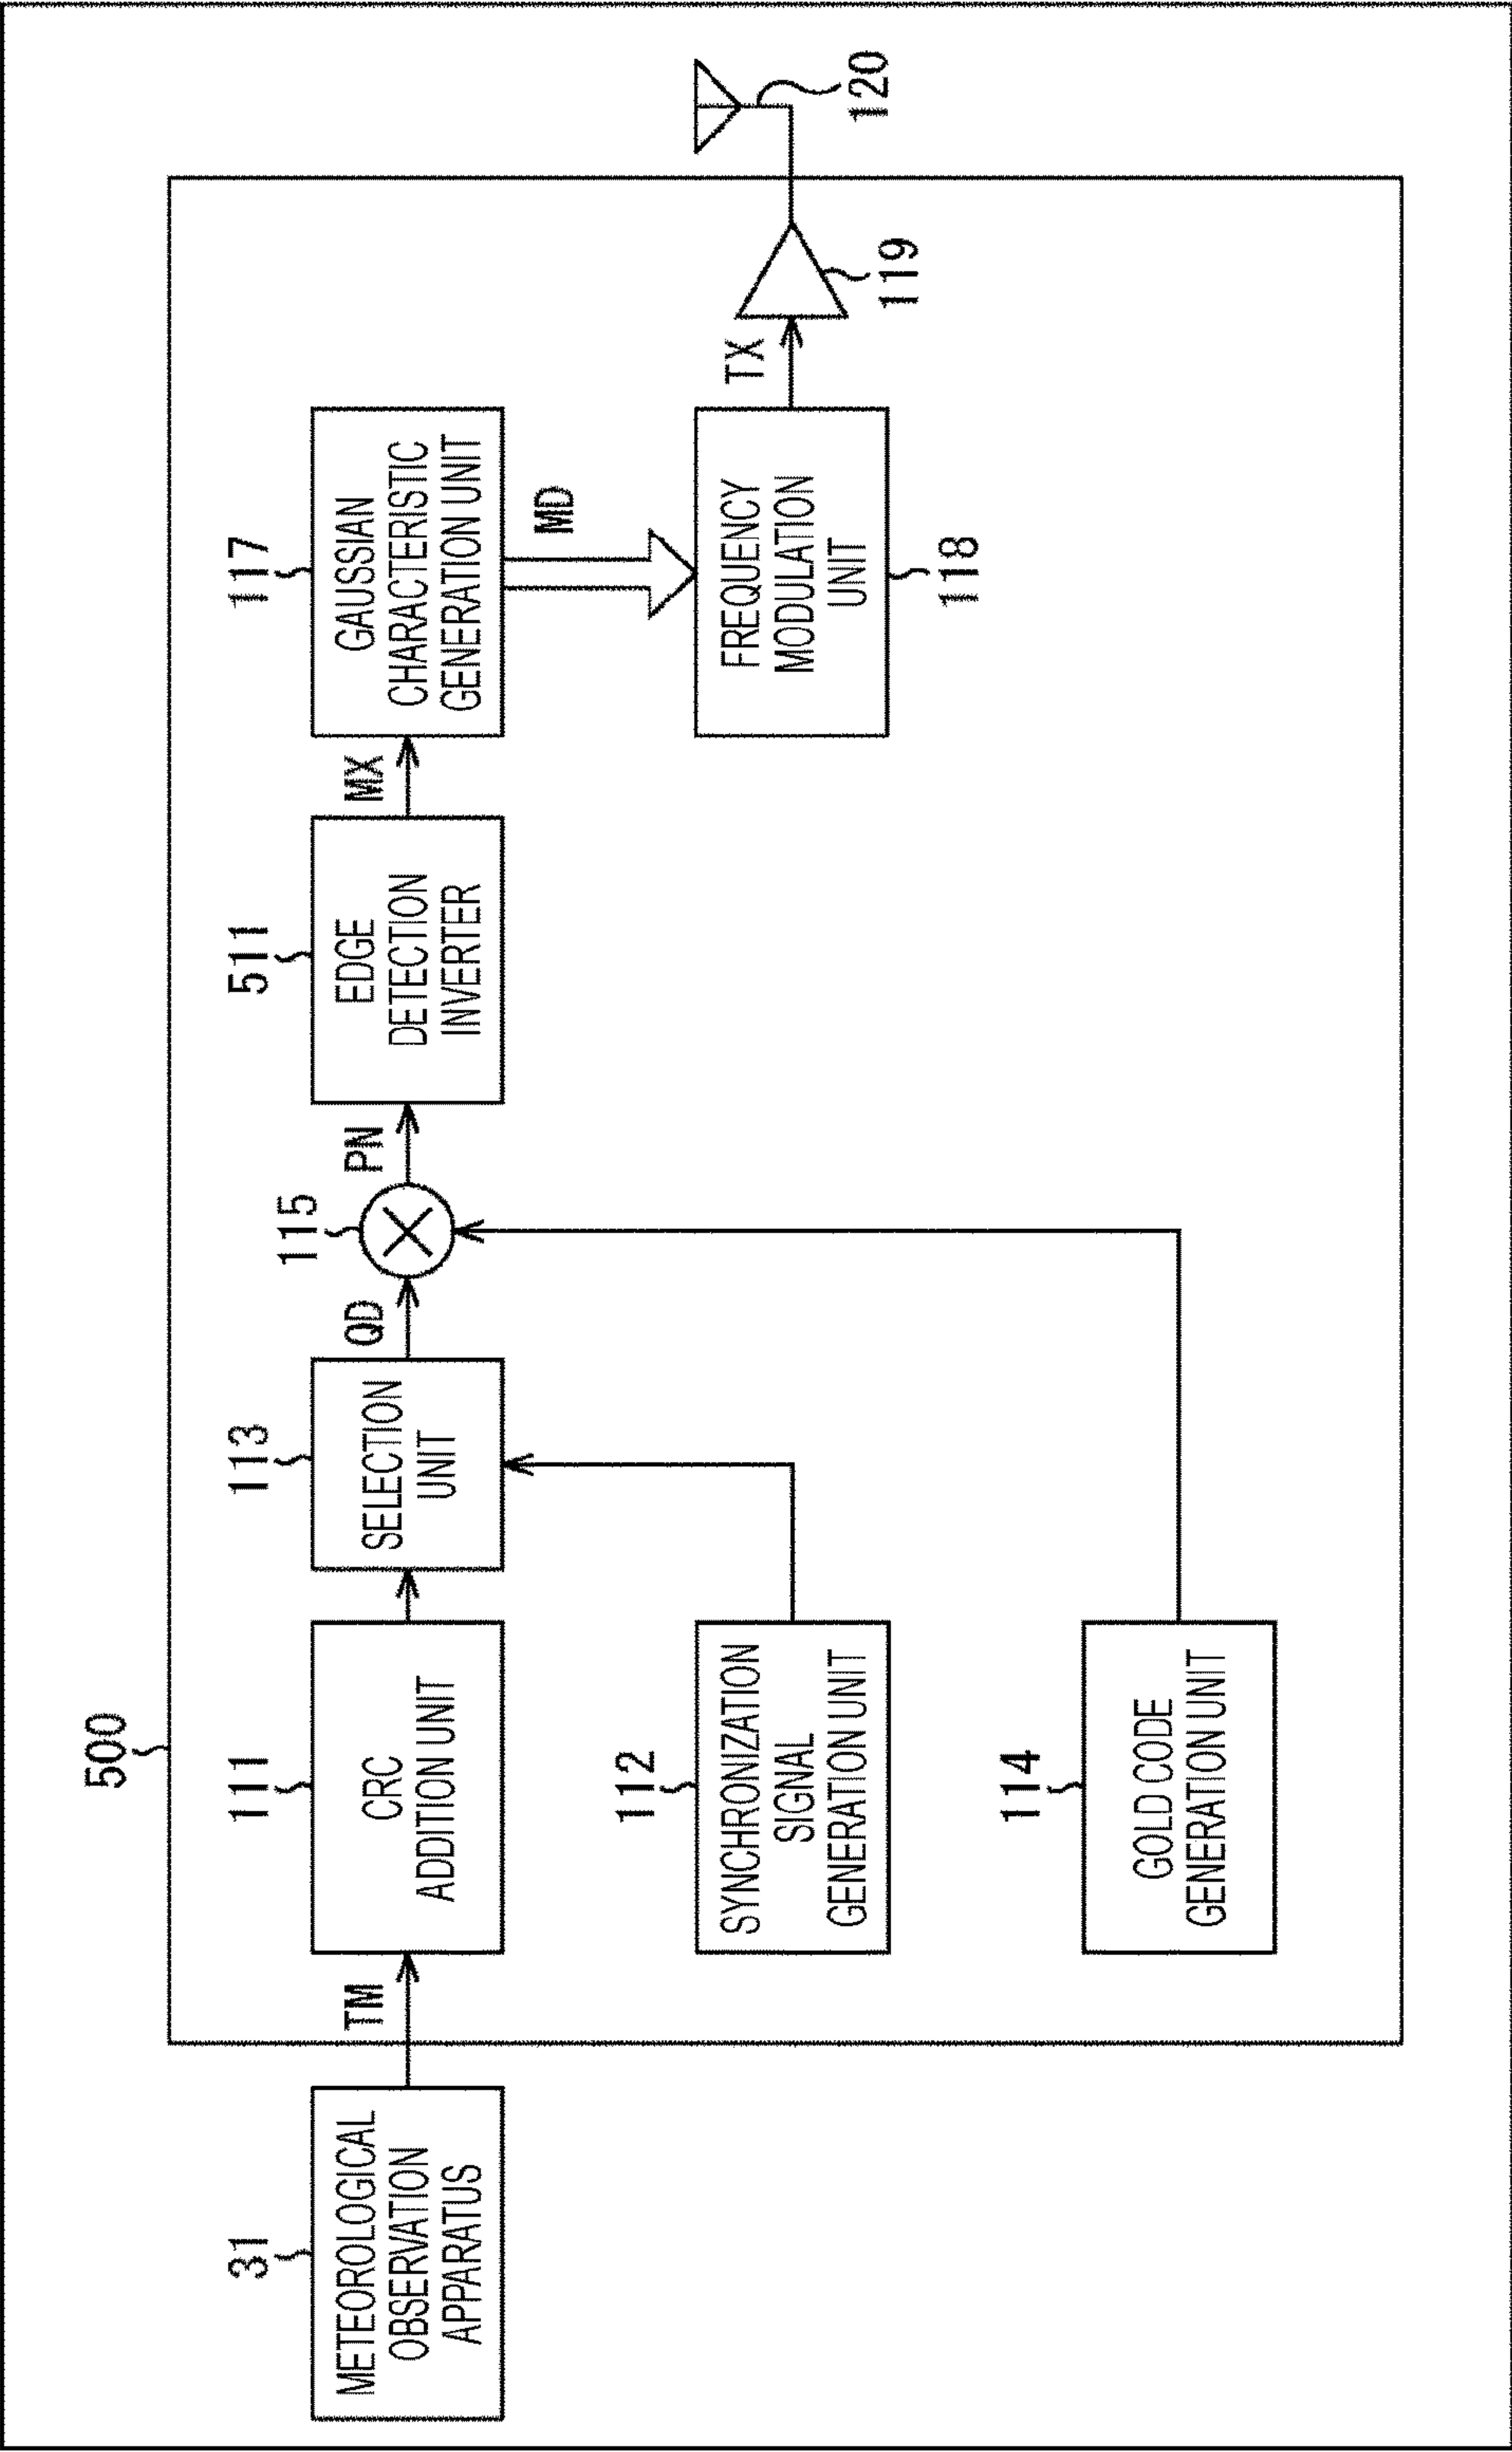 500
31
METEOROLOGICAL
OBSERVATION
APPARATUS
TM
111
CRC
ADDITION UNIT
113
SELECTION
UNIT
QD
115
PN
511
EDGE
DETECTION
INVERTER
MX
117
GAUSSIAN
CHARACTERISTIC
GENERATION UNIT
MD
112
SYNCHRONIZATION
SIGNAL
GENERATION UNIT
FREQUENCY
MODULATION
UNIT
118
TX
119
120
114
GOLD CODE
GENERATION UNIT